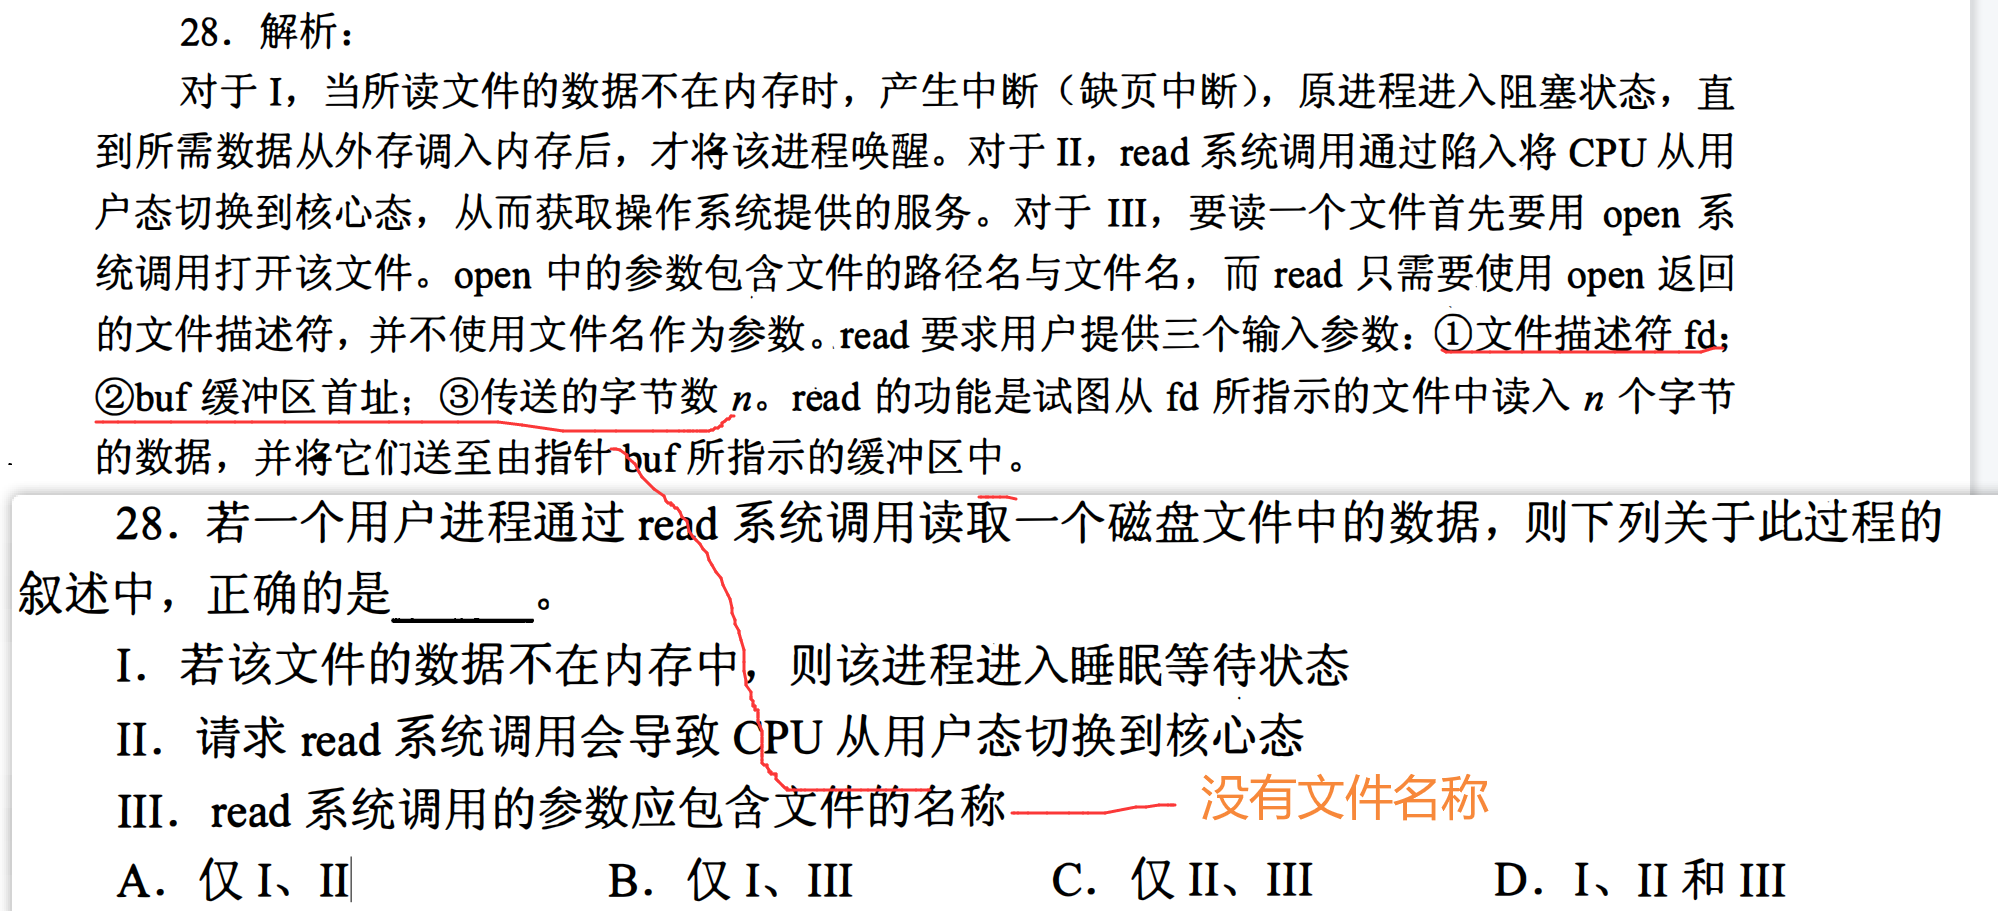 28．解析：
对于 I，当所读文件的数据不在内存时，产生中断（缺页中断），原进程进入阻塞状态，直
到所需数据从外存调入内存后，才将该进程唤醒。对于 II，read 系统调用通过陷入将 CPU 从用
户态切换到核心态，从而获取操作系统提供的服务。对于 III，要读一个文件首先要用 open 系
统调用打开该文件。open 中的参数包含文件的路径名与文件名，而 read 只需要使用 open 返回
的文件描述符，并不使用文件名作为参数。read 要求用户提供三个输入参数：①文件描述符 fd；
②buf 缓冲区首址；③传送的字节数 n。read 的功能是试图从 fd 所指示的文件中读入 n 个字节
的数据，并将它们送至由指针 buf 所指示的缓冲区中。
28．若一个用户进程通过 read 系统调用读取一个磁盘文件中的数据，则下列关于此过程的
叙述中，正确的是______。
I．若该文件的数据不在内存中，则该进程进入睡眠等待状态
II．请求 read 系统调用会导致 CPU 从用户态切换到核心态
III．read 系统调用的参数应包含文件的名称 没有文件名称
A．仅 I、II B．仅 I、III C．仅 II、III D．I、II 和 III